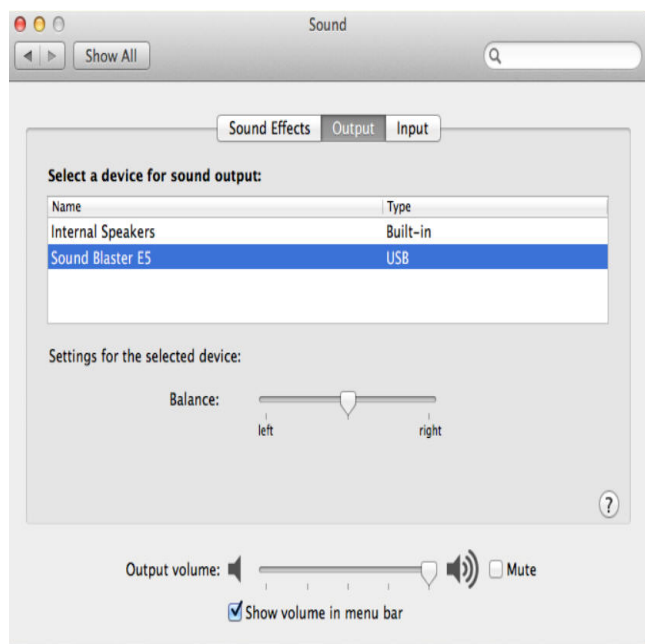 Sound
Show All
Sound Effects Output Input
Select a device for sound output:
Name Type
Internal Speakers Built-in
Sound Blaster E5 USB
Settings for the selected device:
Balance:
left right
?
Output volume: Mute
Show volume in menu bar